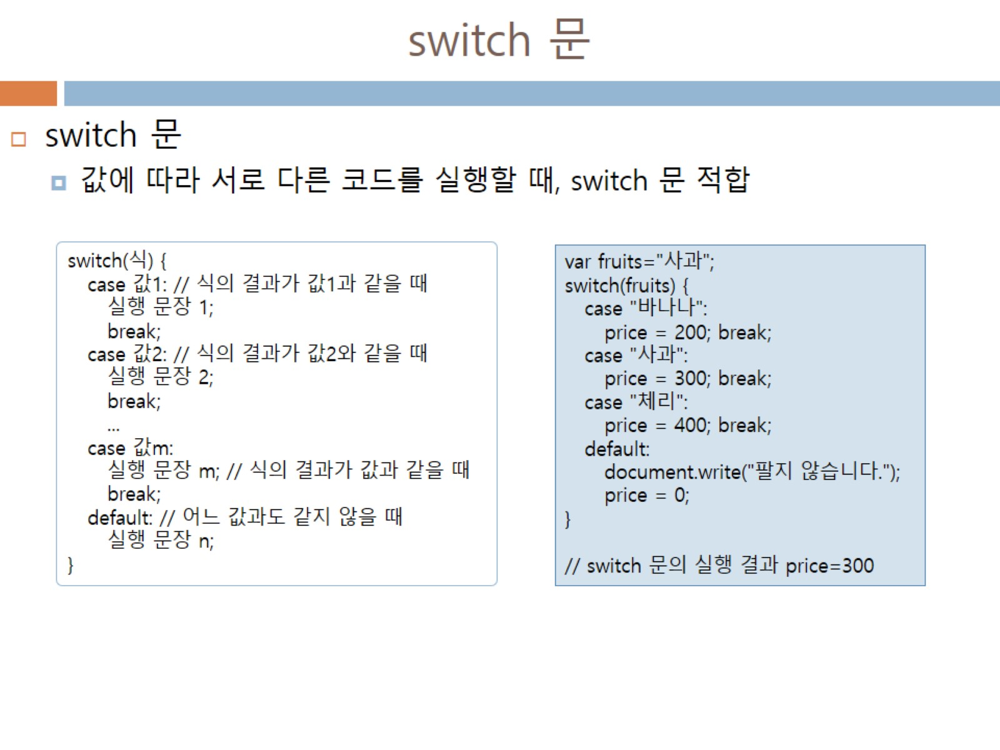 switch 문
switch 문
값에 따라 서로 다른 코드를 실행할 때, switch 문 적합
switch(식) {
case 값1: // 식의 결과가 값1과 같을 때
실행 문장 1;
break;
case 값2: // 식의 결과가 값2와 같을 때
실행 문장 2;
break;
...
case 값m:
실행 문장 m; // 식의 결과가 값과 같을 때
break;
default: // 어느 값과도 같지 않을 때
실행 문장 n;
}
var fruits="사과";
switch(fruits) {
case "바나나":
price = 200; break;
case "사과":
price = 300; break;
case "체리":
price = 400; break;
default:
document.write("팔지 않습니다.");
price = 0;
}
// switch 문의 실행 결과 price=300